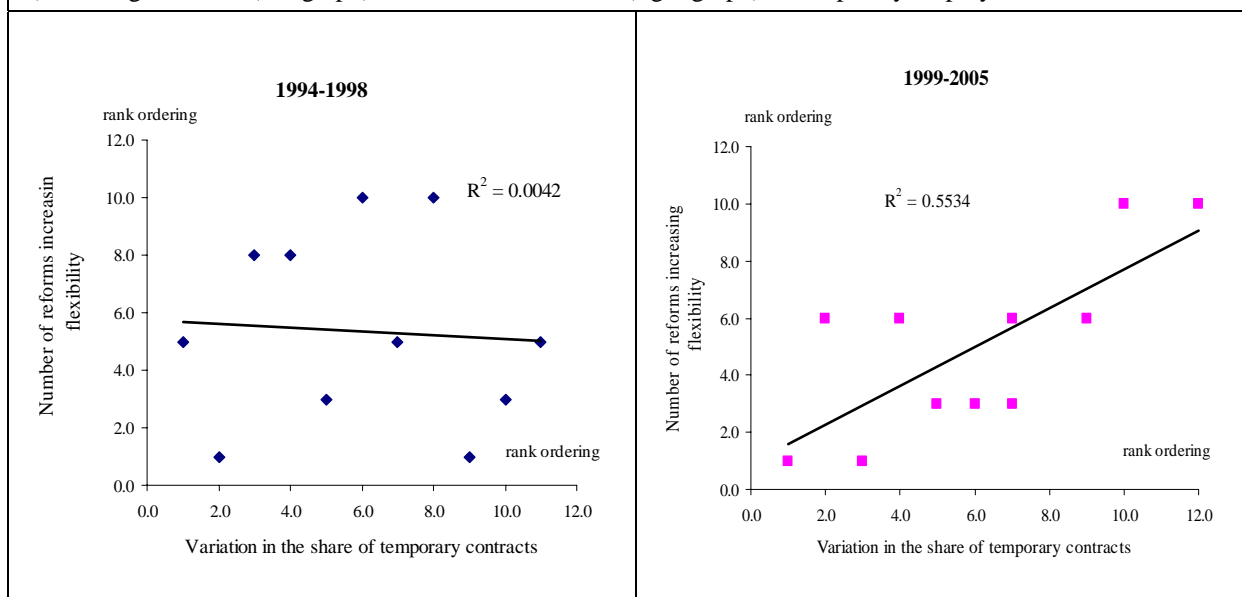 1994-1998
rank ordering
12.0
10.0
8.0
6.0
4.0
2.0
0.0
Number of reforms increasin
flexibility
R2 = 0.0042
rank ordering
0.0 2.0 4.0 6.0 8.0 10.0 12.0
Variation in the share of temporary contracts
1999-2005
rank ordering
12.0
10.0
8.0
6.0
4.0
2.0
0.0
Number of reforms increasing
flexibility
R2 = 0.5534
rank ordering
0.0 2.0 4.0 6.0 8.0 10.0 12.0
Variation in the share of temporary contracts